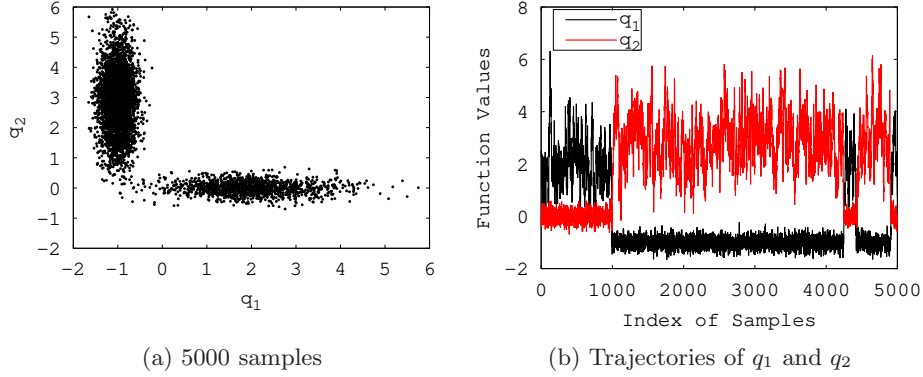 6
5
4
3
2
1
0
−1
−2
−2 −1 0 1 2 3 4 5 6
q2
q1
(a) 5000 samples
8
6
4
2
0
−2
0 1000 2000 3000 4000 5000
Function Values
Index of Samples
q1
q2
(b) Trajectories of q1 and q2